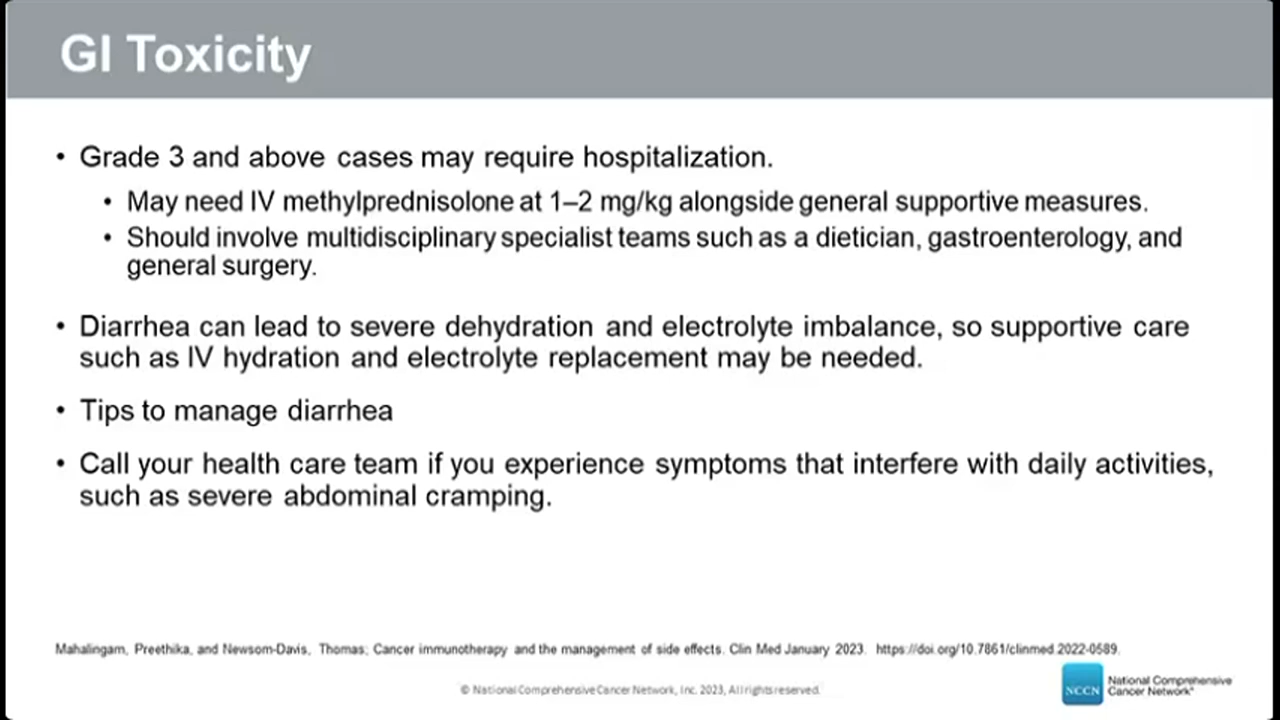 GI Toxicity
• Grade 3 and above cases may require hospitalization.
• May need IV methylprednisolone at 1–2 mg/kg alongside general supportive measures.
• Should involve multidisciplinary specialist teams such as a dietician, gastroenterology, and
general surgery.
• Diarrhea can lead to severe dehydration and electrolyte imbalance, so supportive care
such as IV hydration and electrolyte replacement may be needed.
• Tips to manage diarrhea
• Call your health care team if you experience symptoms that interfere with daily activities,
such as severe abdominal cramping.
Mahalingam, Preethika, and Newsom-Davis, Thomas; Cancer immunotherapy and the management of side effects. Clin Med January 2023. https://doi.org/10.7861/clinmed.2022-0589.
© National Comprehensive Cancer Network, Inc. 2023, All rights reserved.
NCCN
National Comprehensive
Cancer Network®